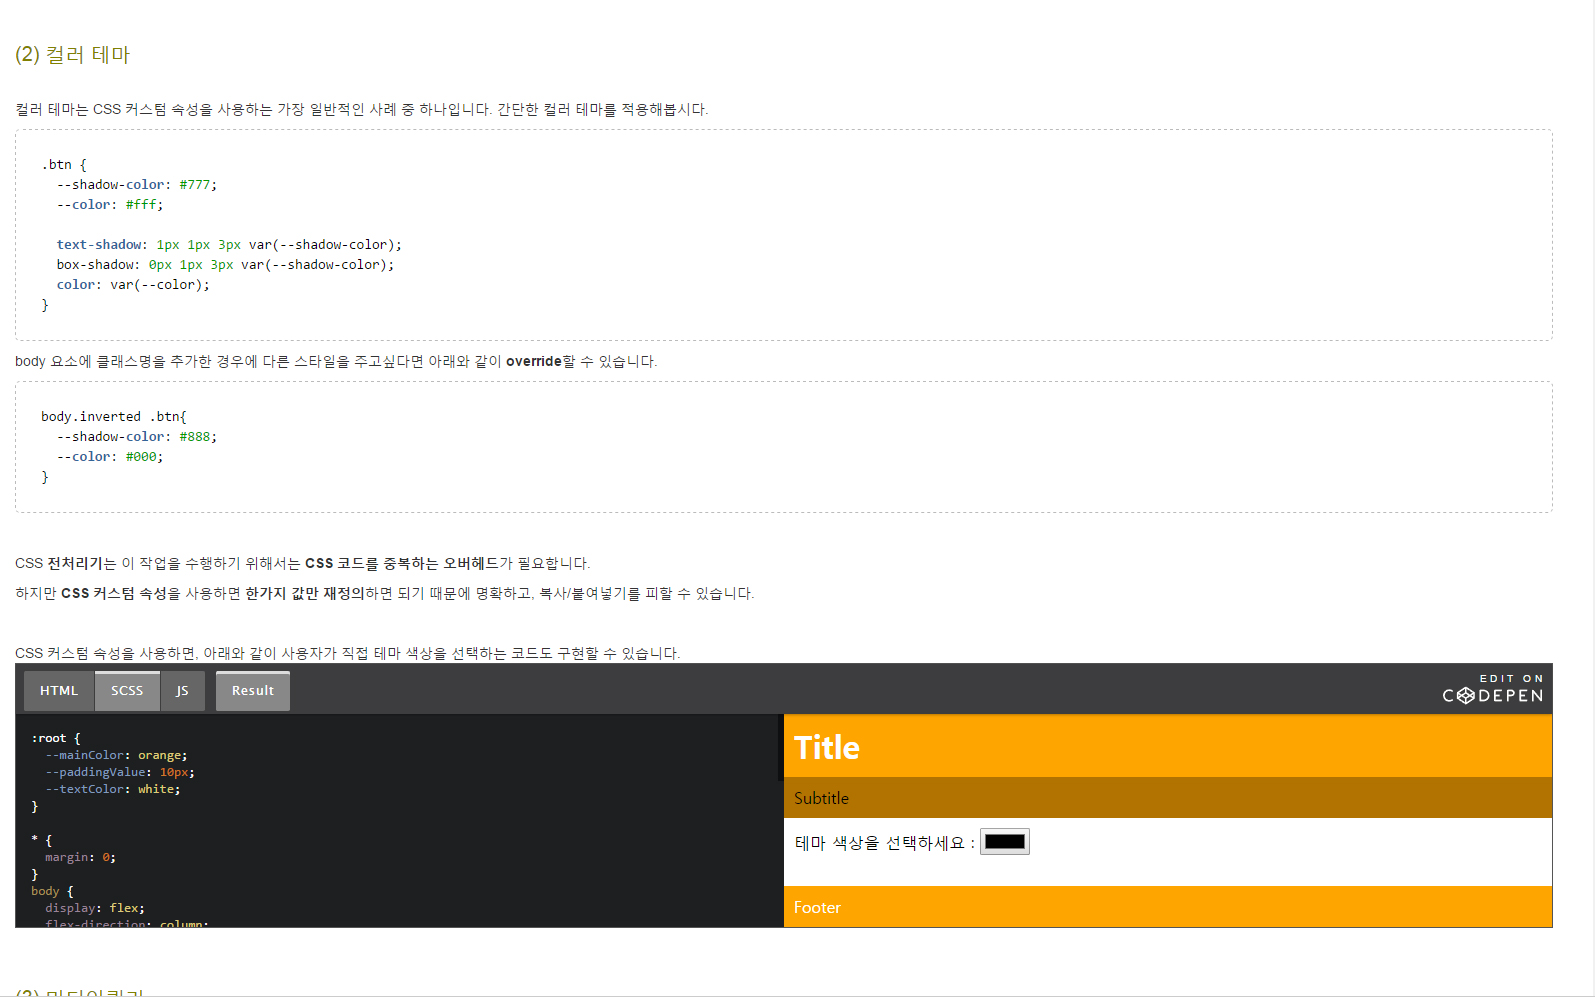 (2) 컬러 테마
컬러 테마는 CSS 커스텀 속성을 사용하는 가장 일반적인 사례 중 하나입니다. 간단한 컬러 테마를 적용해봅시다.
.btn {
  --shadow-color: #777;
  --color: #fff;
  text-shadow: 1px 1px 3px var(--shadow-color);
  box-shadow: 0px 1px 3px var(--shadow-color);
  color: var(--color);
}
body 요소에 클래스명을 추가한 경우에 다른 스타일을 주고싶다면 아래와 같이 override할 수 있습니다.
body.inverted .btn{
  --shadow-color: #888;
  --color: #000;
}
CSS 전처리기는 이 작업을 수행하기 위해서는 CSS 코드를 중복하는 오버헤드가 필요합니다.
하지만 CSS 커스텀 속성을 사용하면 한가지 값만 재정의하면 되기 때문에 명확하고, 복사/붙여넣기를 피할 수 있습니다.
CSS 커스텀 속성을 사용하면, 아래와 같이 사용자가 직접 테마 색상을 선택하는 코드도 구현할 수 있습니다.
HTML SCSS JS Result
EDIT ON
CODEPEN
:root {
  --mainColor: orange;
  --paddingValue: 10px;
  --textColor: white;
}
* {
  margin: 0;
}
body {
  display: flex;
  flex-direction: column;
Title
Subtitle
테마 색상을 선택하세요 :
Footer
(3) 미디어쿼리